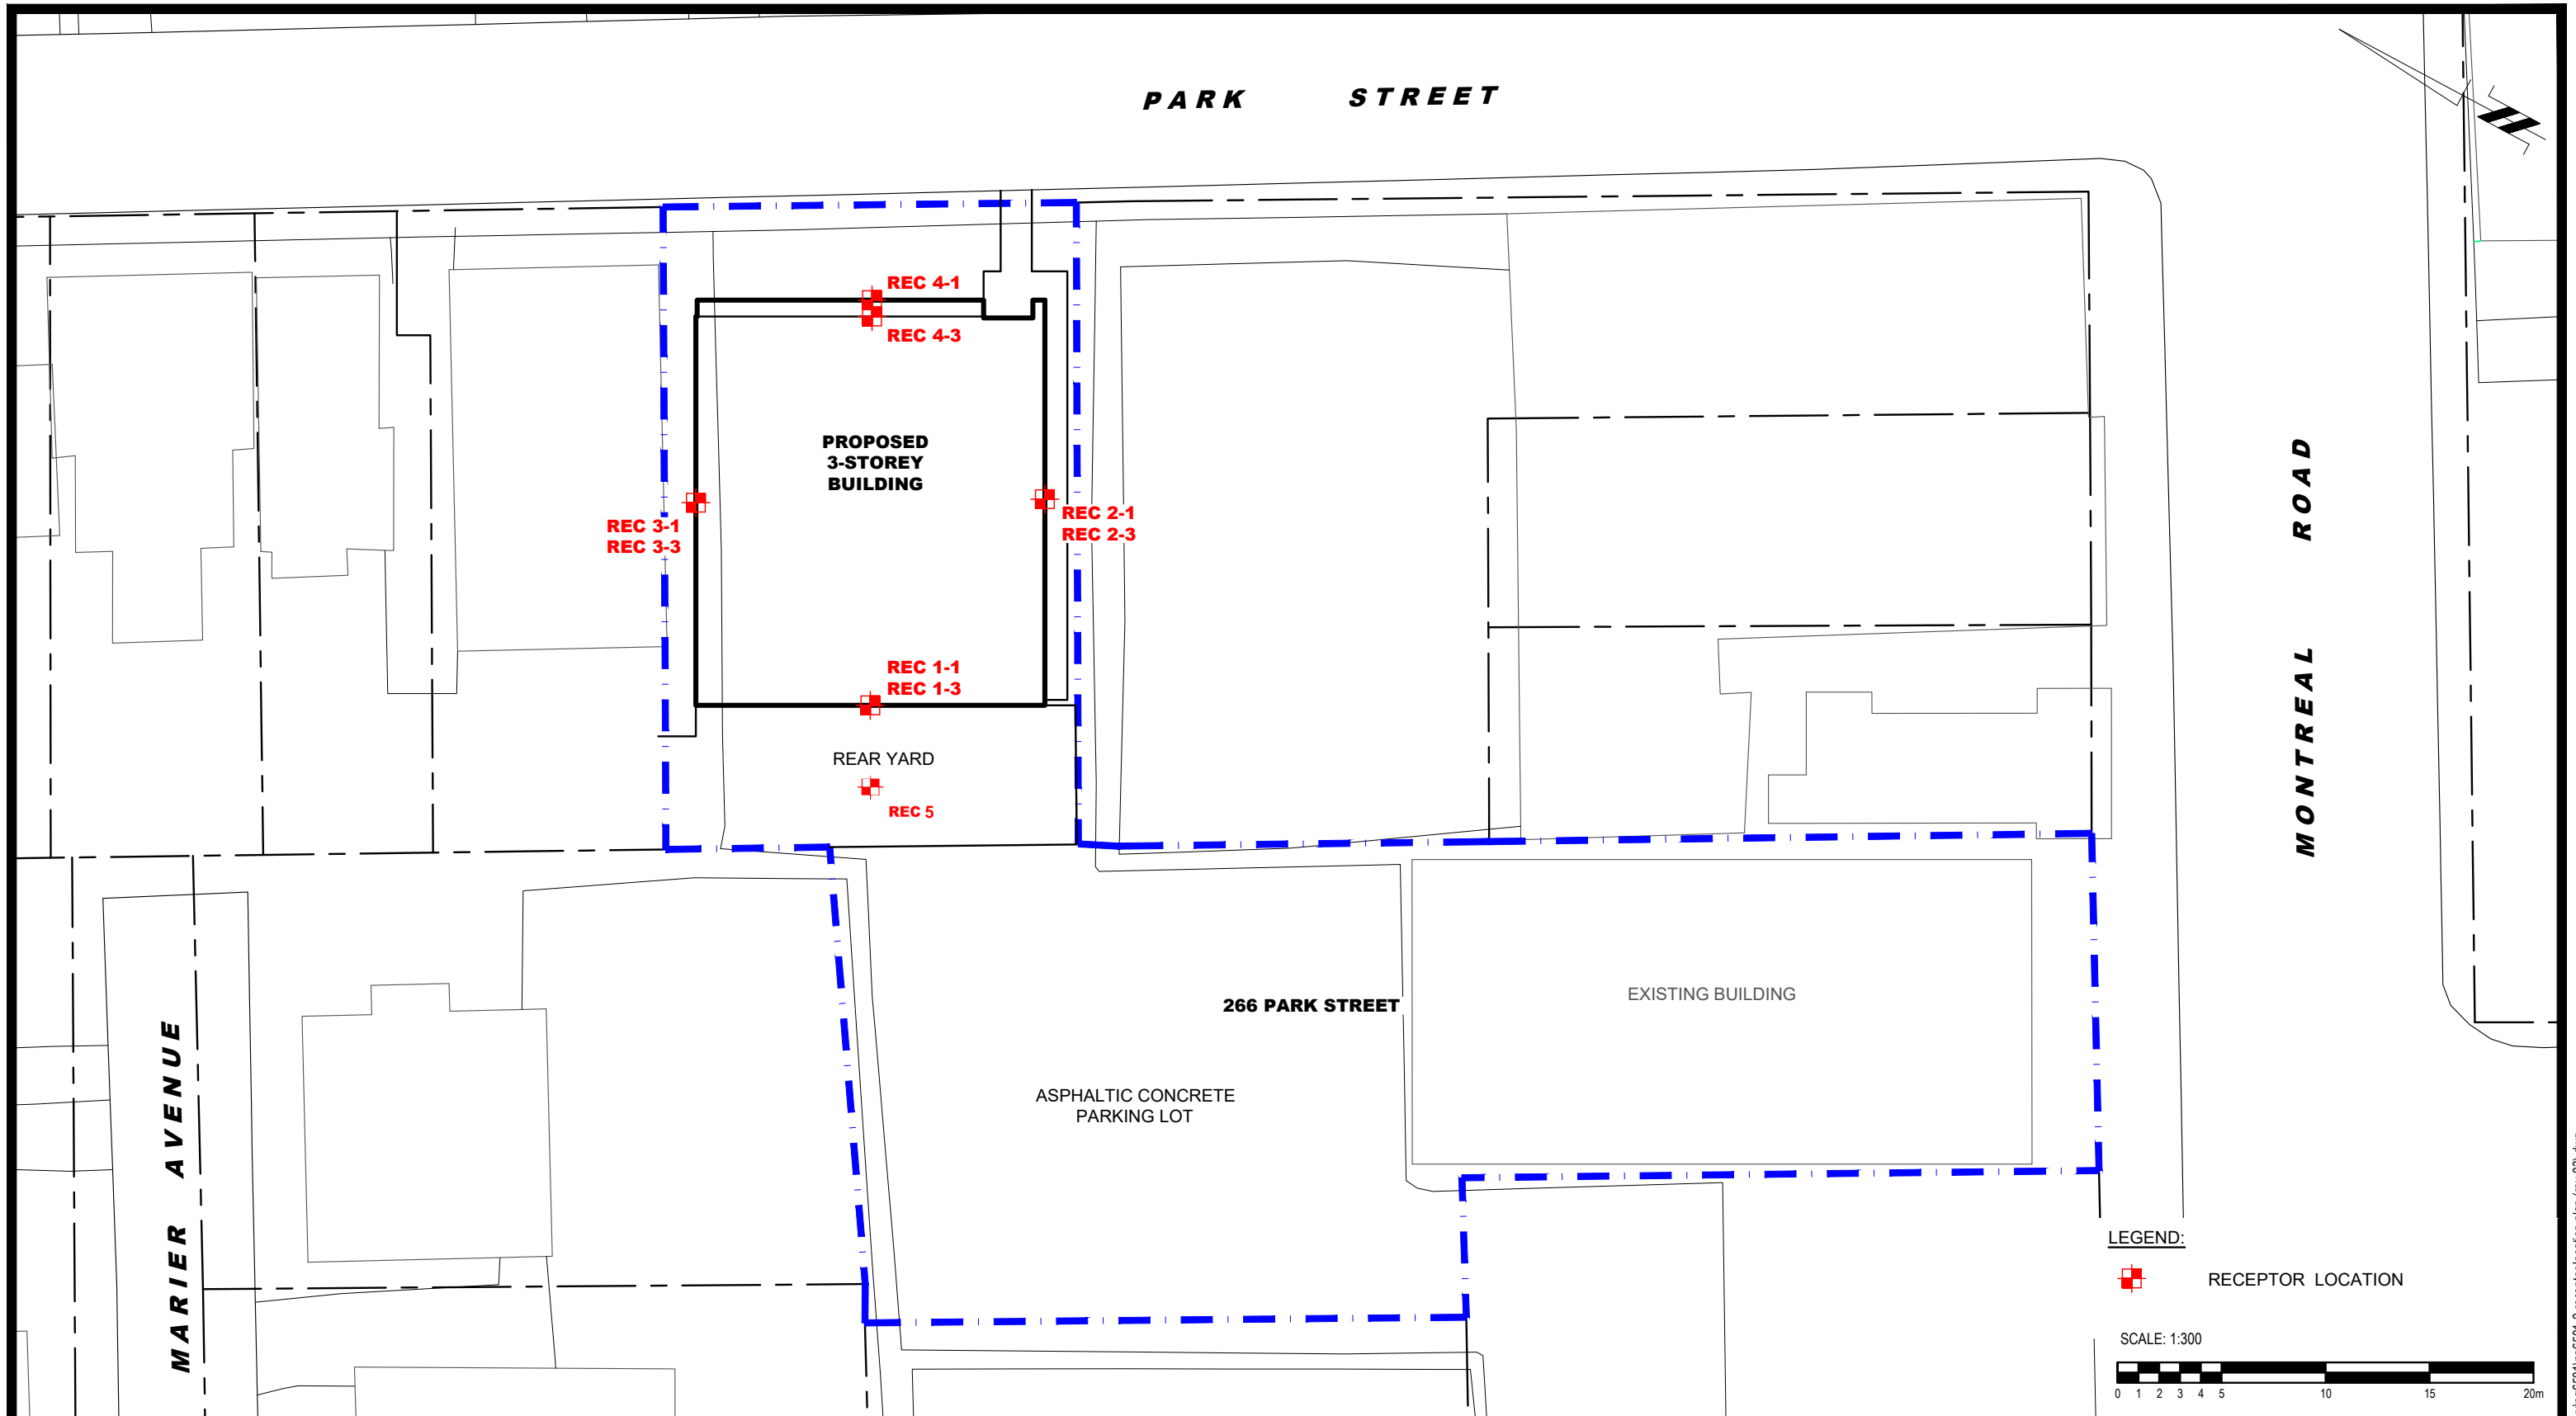 PARK STREET
REC 4-1
REC 4-3
PROPOSED
3-STOREY
BUILDING
REC 3-1
REC 3-3
REC 2-1
REC 2-3
REC 1-1
REC 1-3
REAR YARD
REC 5
MONTREAL ROAD
266 PARK STREET
EXISTING BUILDING
ASPHALTIC CONCRETE
PARKING LOT
MARIER AVENUE
LEGEND:
RECEPTOR LOCATION
SCALE: 1:300
0 1 2 3 4 5 10 15 20m